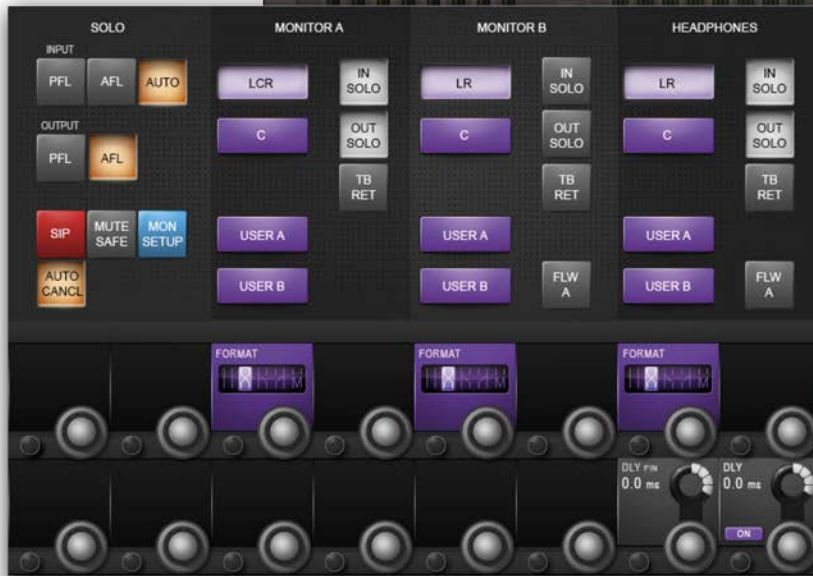 SOLO MONITOR A MONITOR B HEADPHONES
INPUT
PFL AFL AUTO LCR IN SOLO LR IN SOLO LR IN SOLO
OUTPUT
PFL AFL C OUT SOLO C OUT SOLO C OUT SOLO
TB RET TB RET TB RET
SIP MUTE SAFE MON SETUP USER A USER A USER A
AUTO CANCL USER B USER B FLW A USER B FLW A
FORMAT FORMAT FORMAT
DLY FIN DLY
0.0 ms 0.0 ms
ON